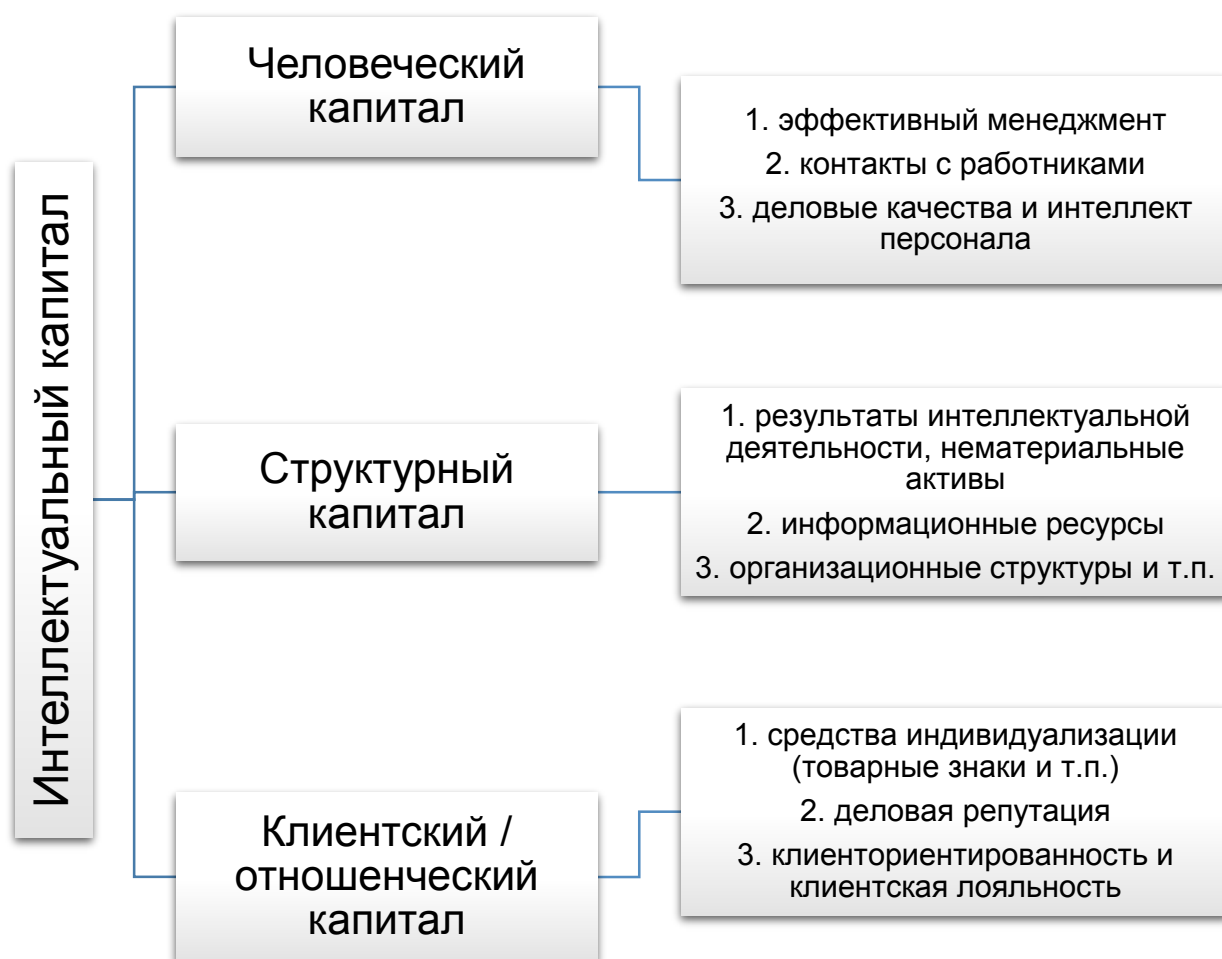 Интеллектуальный капитал
Человеческий
капитал
1. эффективный менеджмент
2. контакты с работниками
3. деловые качества и интеллект
персонала
Структурный
капитал
1. результаты интеллектуальной
деятельности, нематериальные
активы
2. информационные ресурсы
3. организационные структуры и т.п.
Клиентский /
отношенческий
капитал
1. средства индивидуализации
(товарные знаки и т.п.)
2. деловая репутация
3. клиенториентированность и
клиентская лояльность